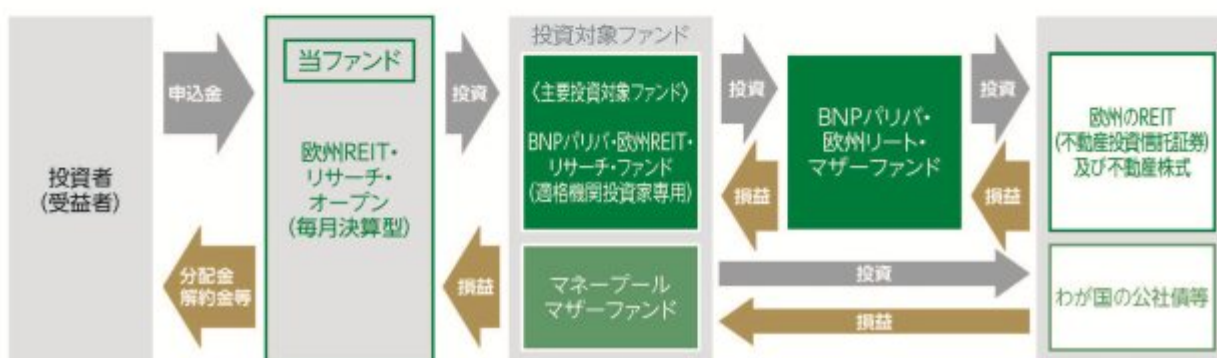 投資者
(受益者)
申込金
分配金
解約金等
当ファンド
欧州REIT・
リサーチ・
オープン
(毎月決算型)
投資
損益
投資対象ファンド
〈主要投資対象ファンド〉
BNPパリバ・欧州REIT・
リサーチ・ファンド
(適格機関投資家専用)
マネープール
マザーファンド
投資
損益
BNPパリバ・
欧州リート・
マザーファンド
投資
損益
投資
損益
欧州のREIT
(不動産投資信託証券)
及び不動産株式
わが国の公社債等